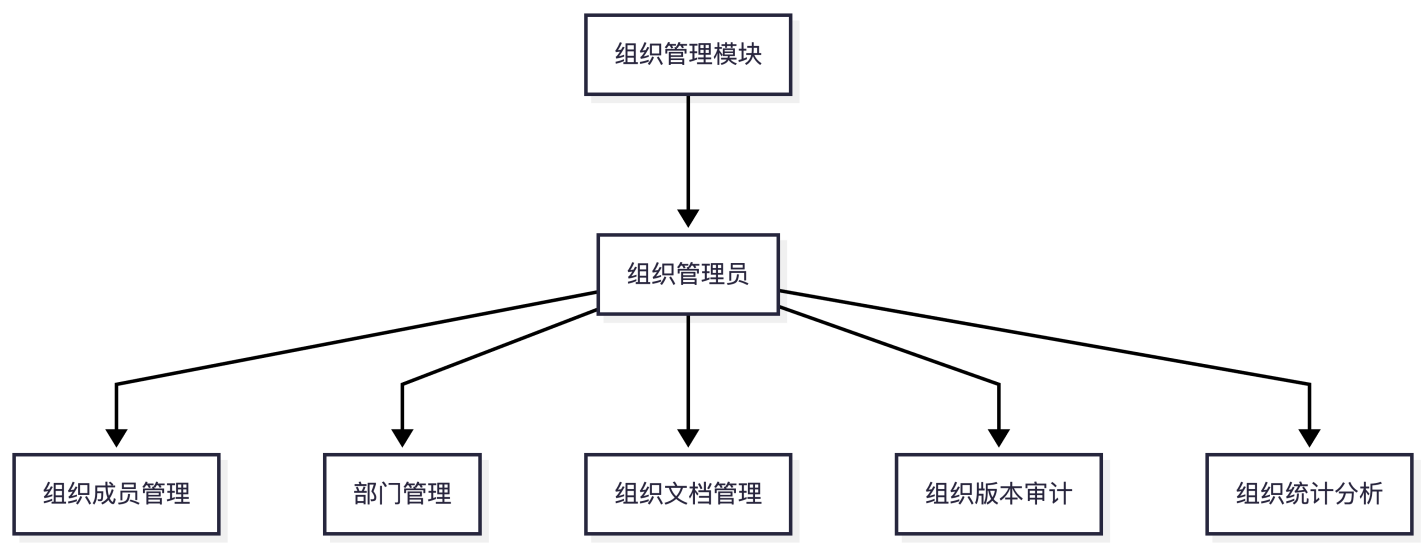 组织管理模块
组织管理员
组织成员管理
部门管理
组织文档管理
组织版本审计
组织统计分析